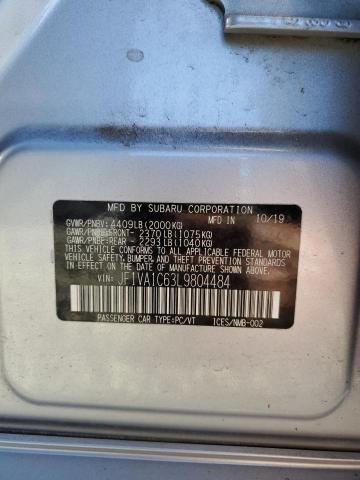 MFD BY SUBARU CORPORATION
MFD IN 10/19
GVWR/PNBV: 4409LB(2000KG)
GAWR/PNBE:FRONT- 2370LB(1075KG)
GAWR/PNBE:REAR - 2293LB(1040KG)
THIS VEHICLE CONFORMS TO ALL APPLICABLE FEDERAL MOTOR
VEHICLE SAFETY, BUMPER, AND THEFT PREVENTION STANDARDS
IN EFFECT ON THE DATE OF MANUFACTURE SHOWN ABOVE.
VIN: JF1VA1C63L9804484
PASSENGER CAR TYPE:PC/VT ICES/NMB-002